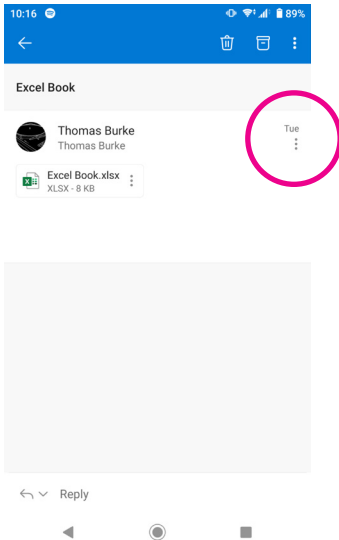 10:16 89%
Excel Book
Thomas Burke Tue
Thomas Burke
Excel Book.xlsx
XLSX - 8 KB
Reply